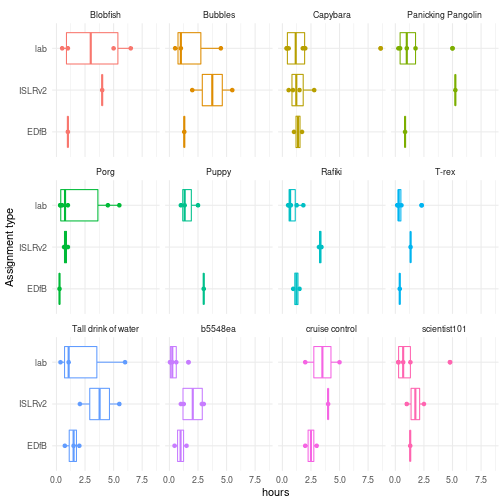 Blobfish Bubbles Capybara Panicking Pangolin
lab
ISLRv2
EDfB
Porg Puppy Rafiki T-rex
lab
ISLRv2
EDfB
Tall drink of water b5548ea cruise control scientist101
lab
ISLRv2
EDfB
0.0 2.5 5.0 7.5 0.0 2.5 5.0 7.5 0.0 2.5 5.0 7.5 0.0 2.5 5.0 7.5
hours
Assignment type